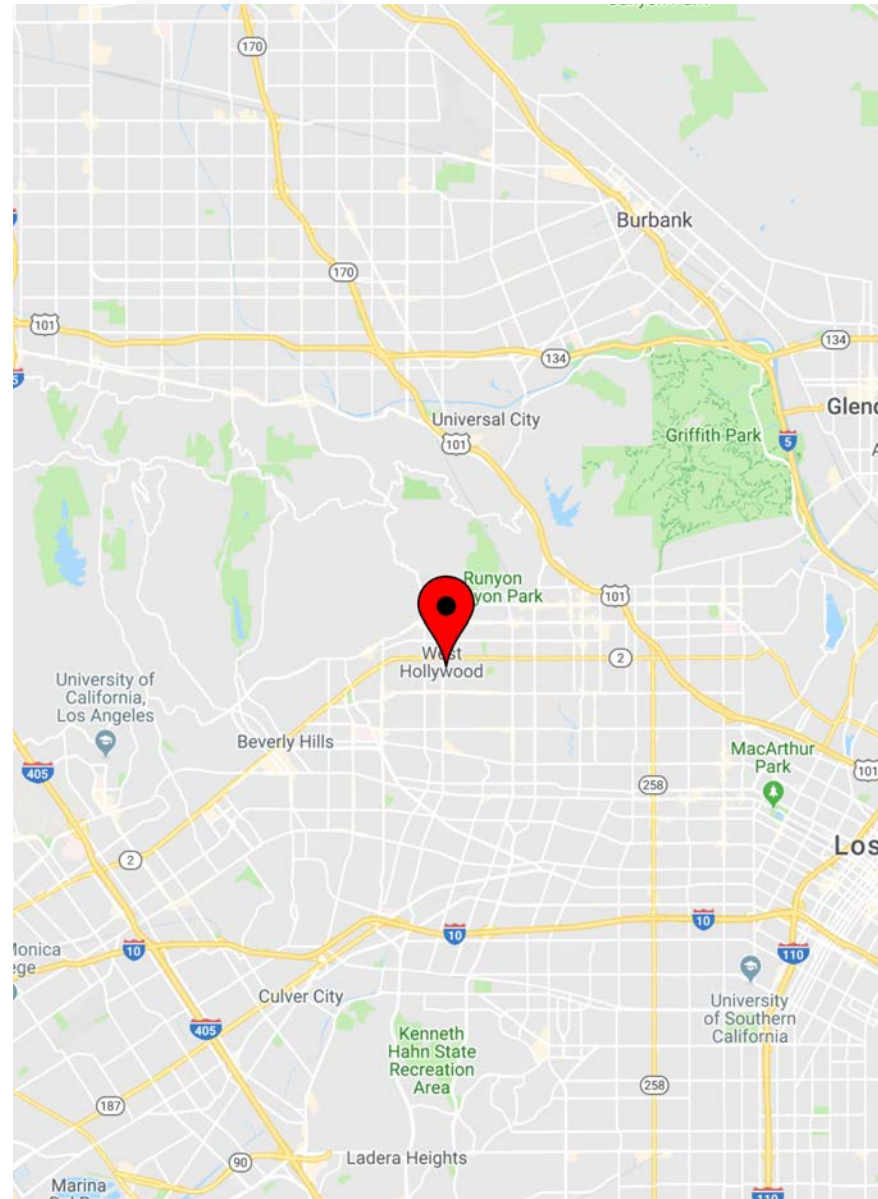 170
Burbank
170
101
134
134
5
Universal City
Glend
101
Griffith Park
5
Runyon
yon Park
101
West
Hollywood
2
University of
California,
Los Angeles
Beverly Hills
MacArthur
Park
405
258
101
2
Los
10
10
10
110
Monica
ege
Culver City
University
of Southern
California
405
Kenneth
Hahn State
Recreation
Area
258
187
90
Ladera Heights
Marina
110